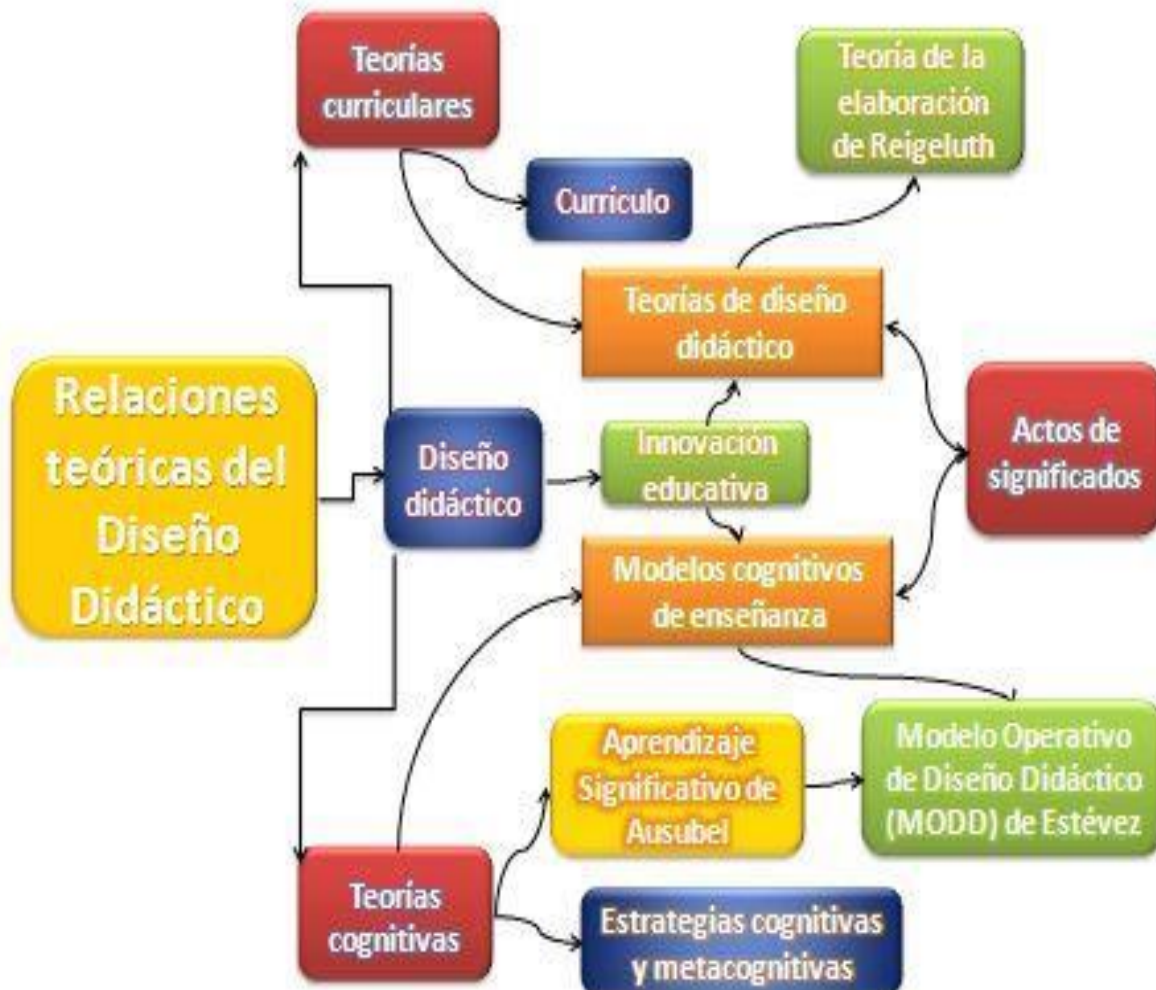 Teorías
curriculares
Teoría de la
elaboración
de Reigeluth
Currículo
Teorías de diseño
didáctico
Relaciones
teóricas del
Diseño
Didáctico
Diseño
didáctico
Innovación
educativa
Actos de
significados
Modelos cognitivos
de enseñanza
Aprendizaje
Significativo de
Ausubel
Modelo Operativo
de Diseño Didáctico
(MODD) de Estévez
Teorías
cognitivas
Estrategias cognitivas
y metacognitivas